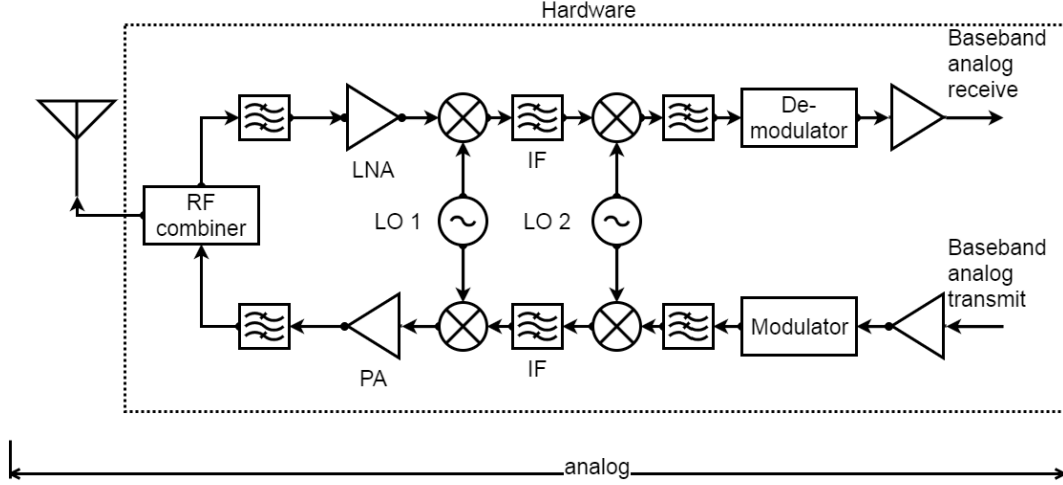 Hardware
Baseband
analog
receive
De-
modulator
LNA
IF
RF
combiner
LO 1
LO 2
Baseband
analog
transmit
Modulator
PA
IF
analog